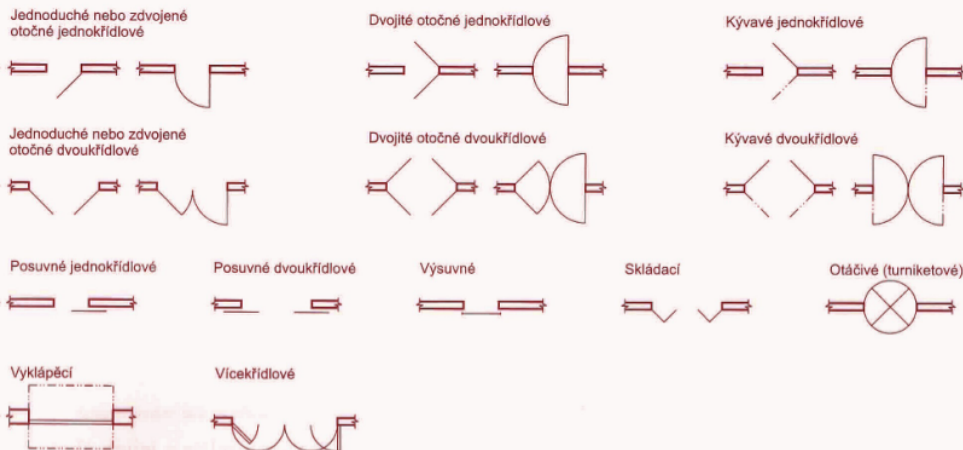 Jednoduché nebo zdvojené
otočné jednokřídlové
Dvojité otočné jednokřídlové
Kývavé jednokřídlové
Jednoduché nebo zdvojené
otočné dvoukřídlové
Dvojité otočné dvoukřídlové
Kývavé dvoukřídlové
Posuvné jednokřídlové
Posuvné dvoukřídlové
Výsuvné
Skládací
Otáčivé (turniketové)
Vyklápěcí
Vícekřídlové